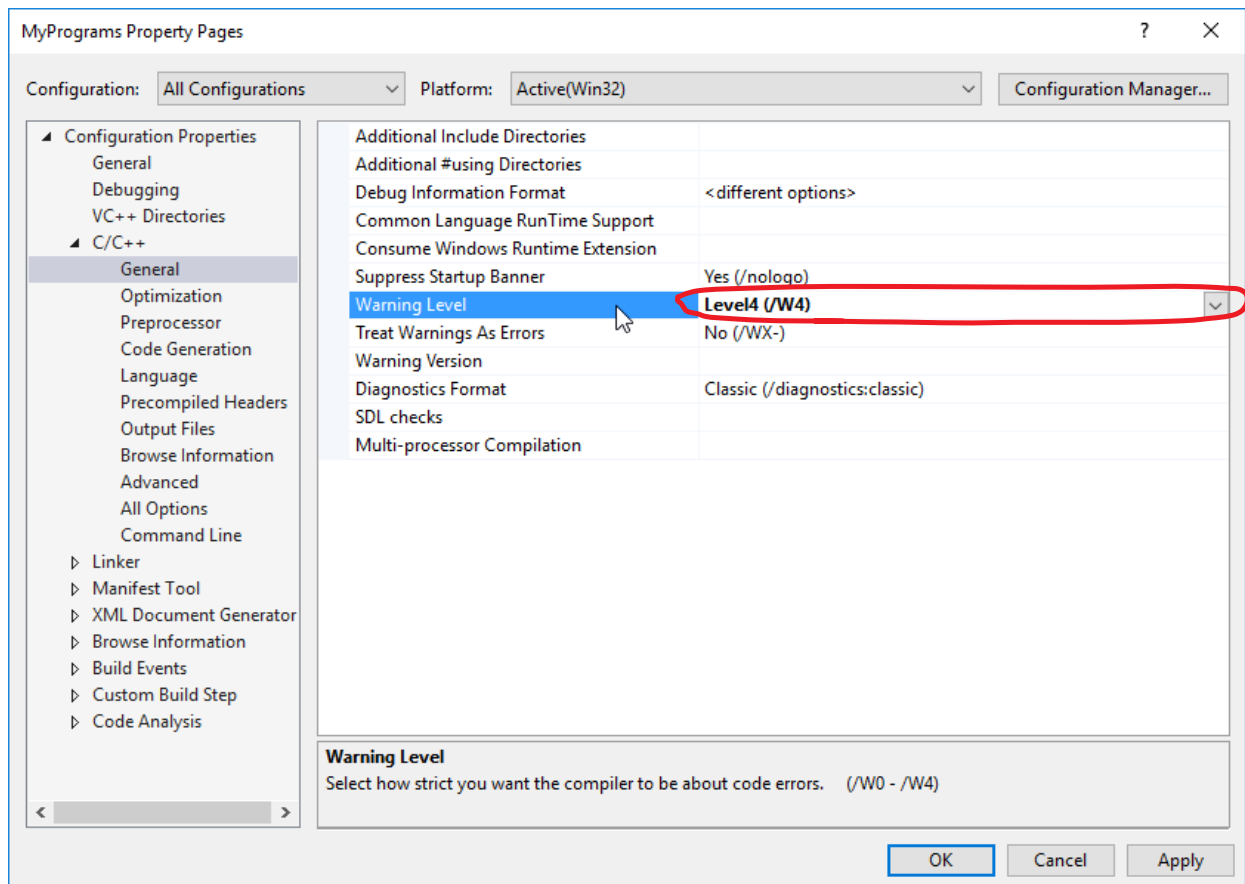 MyPrograms Property Pages
?
Configuration: All Configurations Platform: Active(Win32) Configuration Manager...
Configuration Properties
General
Debugging
VC++ Directories
C/C++
General
Optimization
Preprocessor
Code Generation
Language
Precompiled Headers
Output Files
Browse Information
Advanced
All Options
Command Line
Linker
Manifest Tool
XML Document Generator
Browse Information
Build Events
Custom Build Step
Code Analysis
Additional Include Directories
Additional #using Directories
Debug Information Format <different options>
Common Language RunTime Support
Consume Windows Runtime Extension
Suppress Startup Banner Yes (/nologo)
Warning Level Level4 (/W4)
Treat Warnings As Errors No (/WX-)
Warning Version
Diagnostics Format Classic (/diagnostics:classic)
SDL checks
Multi-processor Compilation
Warning Level
Select how strict you want the compiler to be about code errors. (/W0 - /W4)
OK Cancel Apply